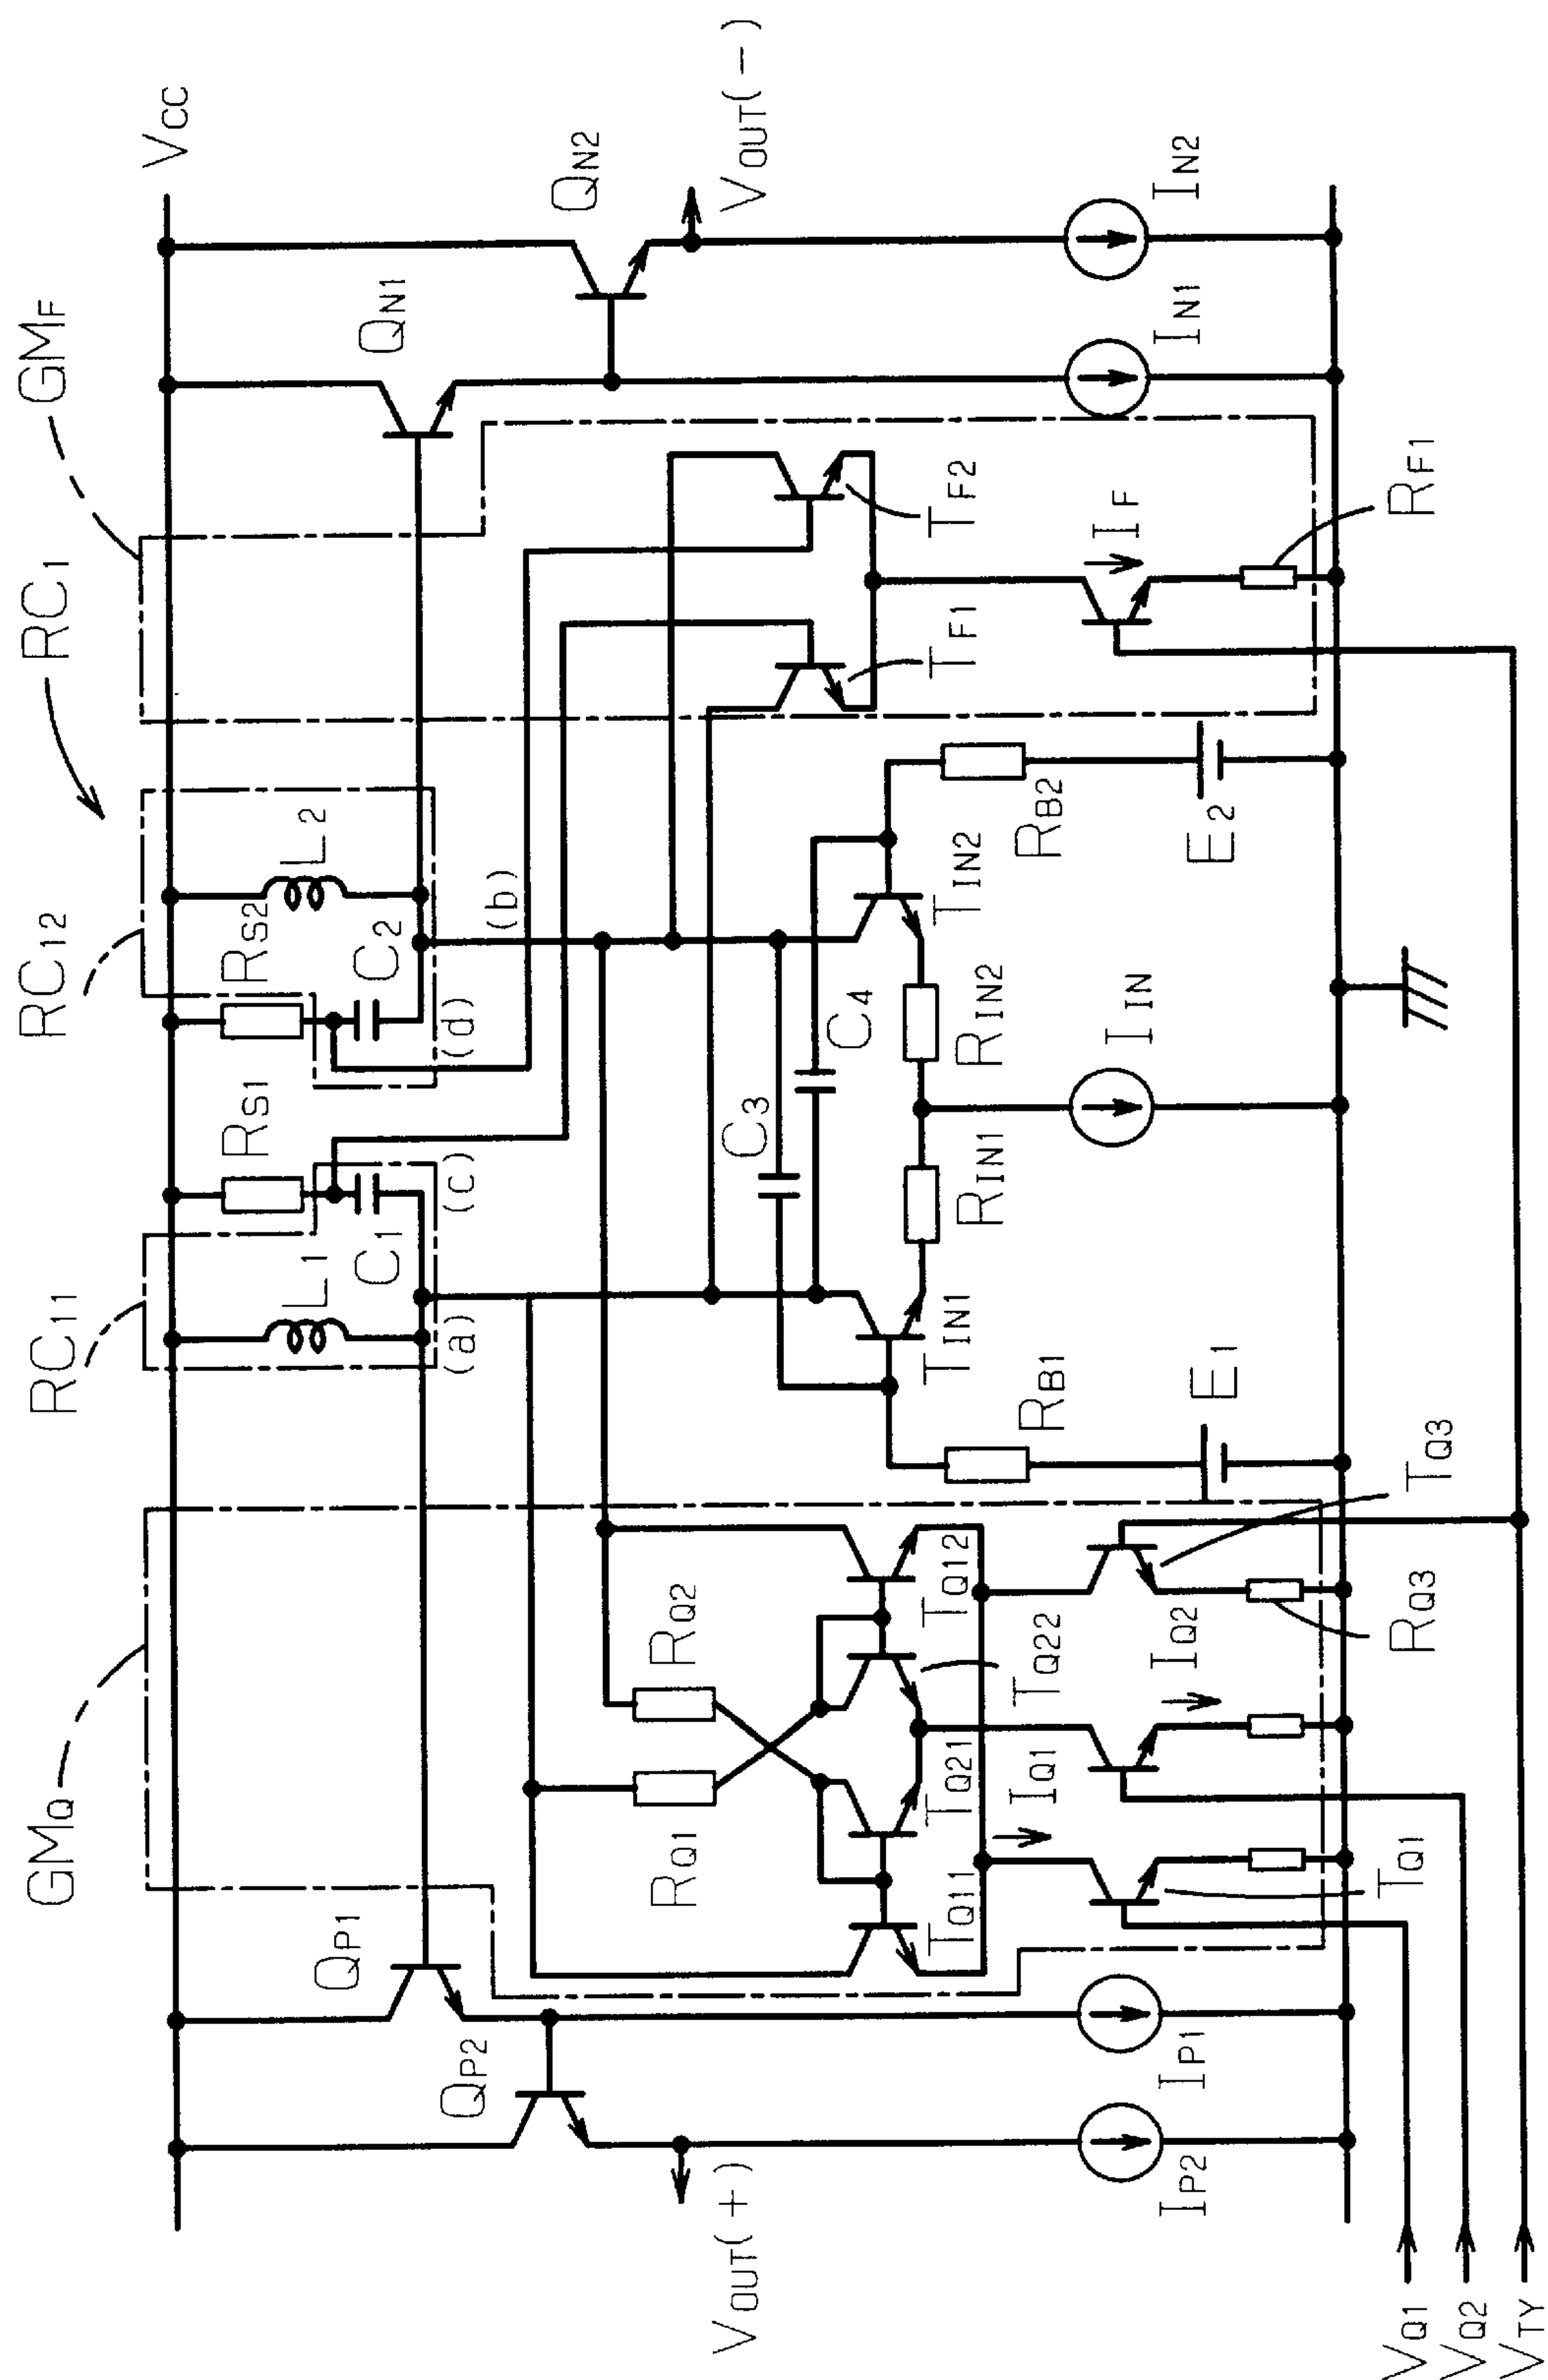 GMQ
RC11
RC12
RC1
GMF
VCC
L1
RS1
RS2
L2
C1
C2
(a)
(c)
(d)
(b)
QP1
QP2
QN1
QN2
VOUT(+)
VOUT(-)
RQ1
RQ2
C3
C4
TQ11
TQ21
TQ22
TQ12
TIN1
TIN2
TF1
TF2
RB1
RIN1
RIN2
RB2
IP2
IP1
IQ1
IQ2
IIN
IF
IN1
IN2
E1
E2
TQ1
RQ3
TQ3
RF1
VQ1
VQ2
VTY